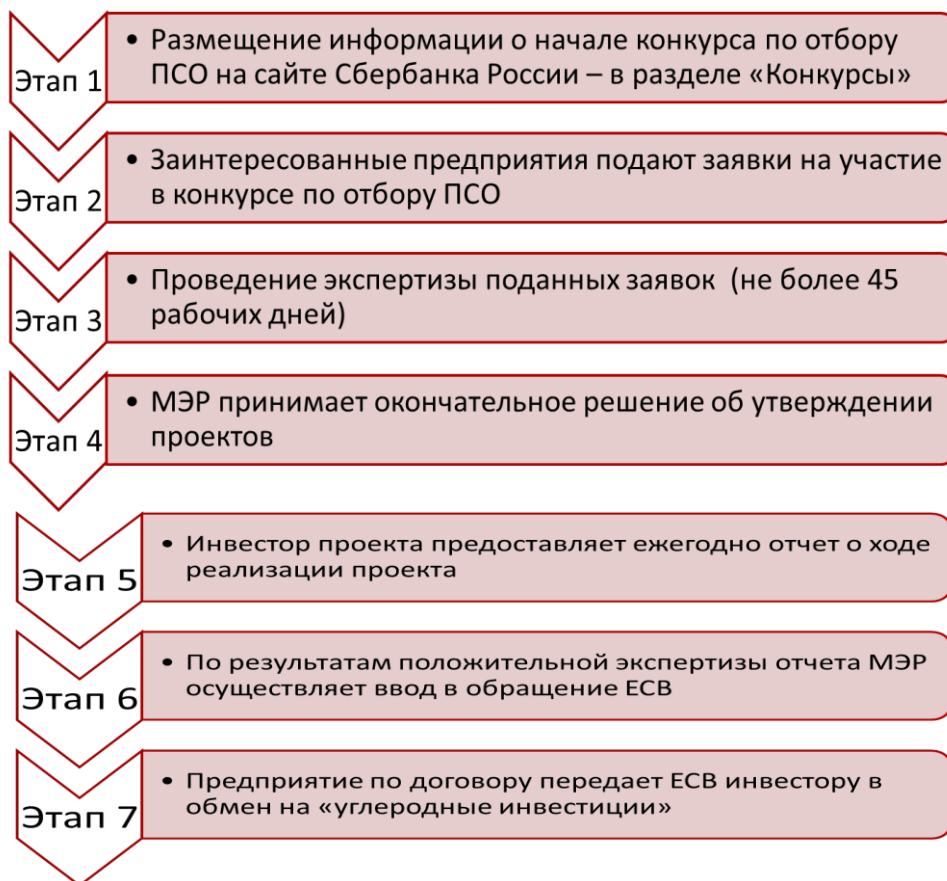 Этап 1
• Размещение информации о начале конкурса по отбору
ПСО на сайте Сбербанка России – в разделе «Конкурсы»
Этап 2
• Заинтересованные предприятия подают заявки на участие
в конкурсе по отбору ПСО
Этап 3
• Проведение экспертизы поданных заявок (не более 45
рабочих дней)
Этап 4
• МЭР принимает окончательное решение об утверждении
проектов
Этап 5
• Инвестор проекта предоставляет ежегодно отчет о ходе
реализации проекта
Этап 6
• По результатам положительной экспертизы отчета МЭР
осуществляет ввод в обращение ЕСВ
Этап 7
• Предприятие по договору передает ЕСВ инвестору в
обмен на «углеродные инвестиции»